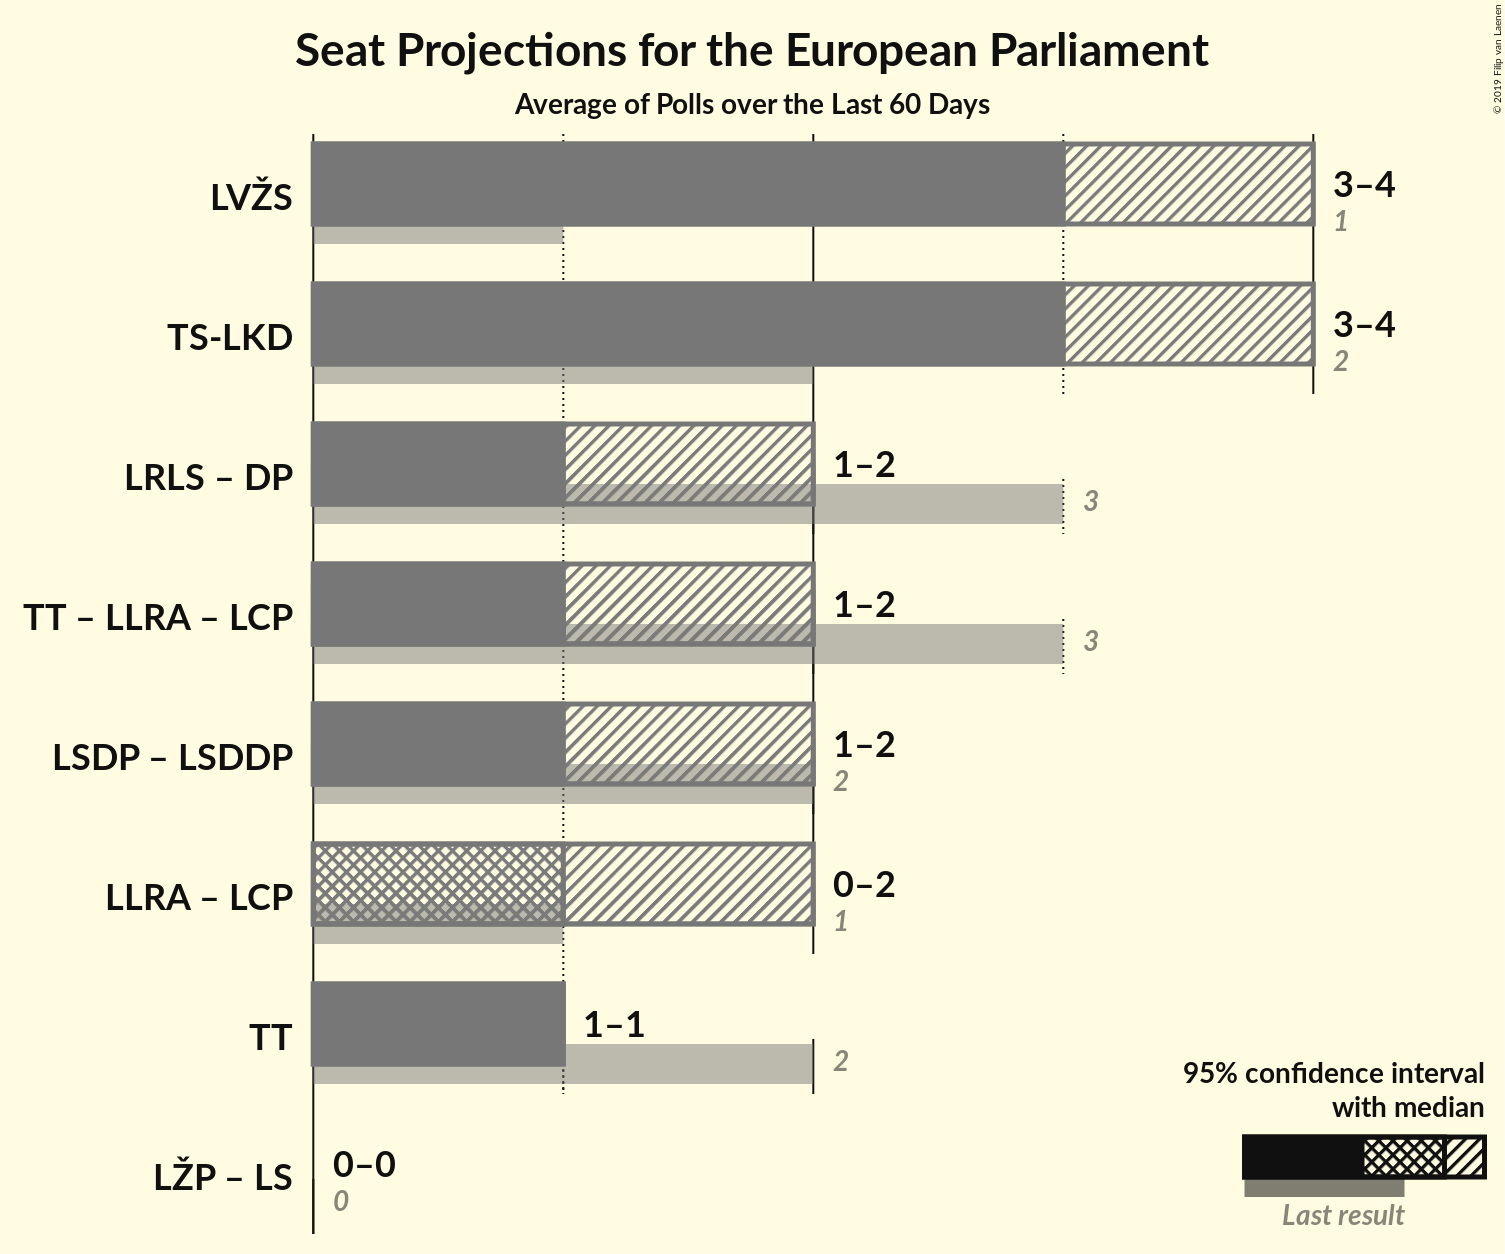 Seat Projections for the European Parliament
Average of Polls over the Last 60 Days
© 2019 Filip van Laenen
LVŽS
3–4
1
TS-LKD
3–4
2
LRLS – DP
1–2
3
TT – LLRA – LCP
1–2
3
LSDP – LSDDP
1–2
2
LLRA – LCP
0–2
1
TT
1–1
2
LŽP – LS
0–0
0
95% confidence interval
with median
Last result